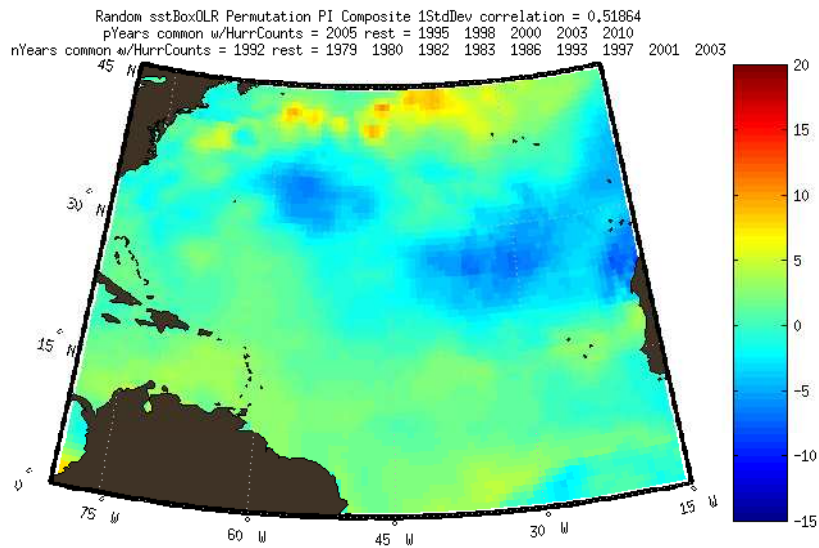 Random sstBoxOLR Permutation PI Composite 1StdDev correlation = 0.51864
pYears common w/HurrCounts = 2005 rest = 1995 1998 2000 2003 2010
nYears common w/HurrCounts = 1992 rest = 1979 1980 1982 1983 1986 1993 1997 2001 2003
45 ° N
30 ° N
15 ° N
0 °
75 ° W
60 ° W
45 ° W
30 ° W
15 ° W
20
15
10
5
0
-5
-10
-15